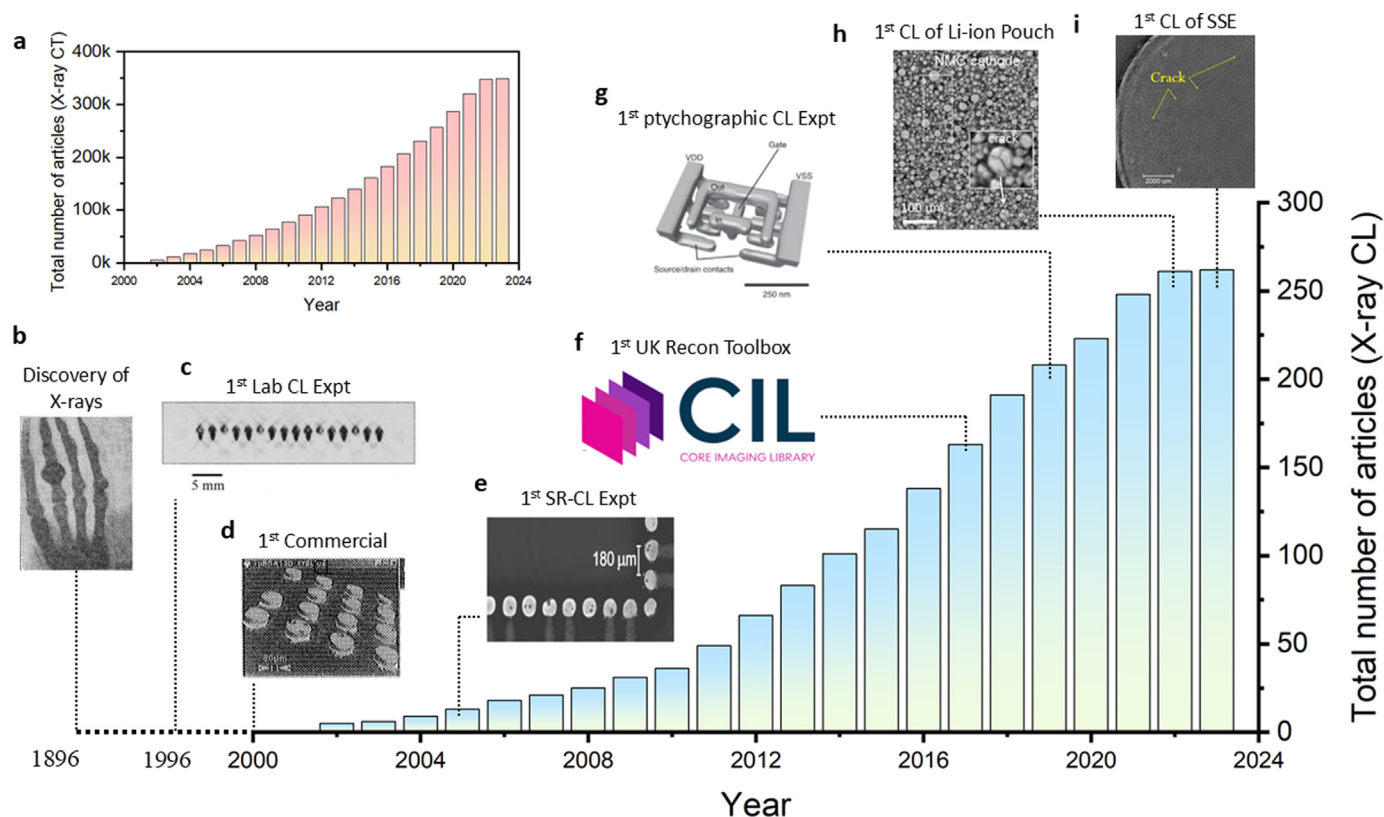 a
400k
300k
200k
100k
0k
Total number of articles (X-ray CT)
2000
2004
2008
2012
2016
2020
2024
Year
b
Discovery of
X-rays
c
1st Lab CL Expt
5 mm
d
1st Commercial
e
1st SR-CL Expt
180 μm
f
1st UK Recon Toolbox
CIL
CORE IMAGING LIBRARY
g
1st ptychographic CL Expt
Gate
VDD
VSS
Out
Source/drain contacts
250 nm
h
1st CL of Li-ion Pouch
NMC cathode
crack
100 μm
i
1st CL of SSE
Crack
2000 um
300
250
200
150
100
50
0
Total number of articles (X-ray CL)
1896
1996
2000
2004
2008
2012
2016
2020
2024
Year